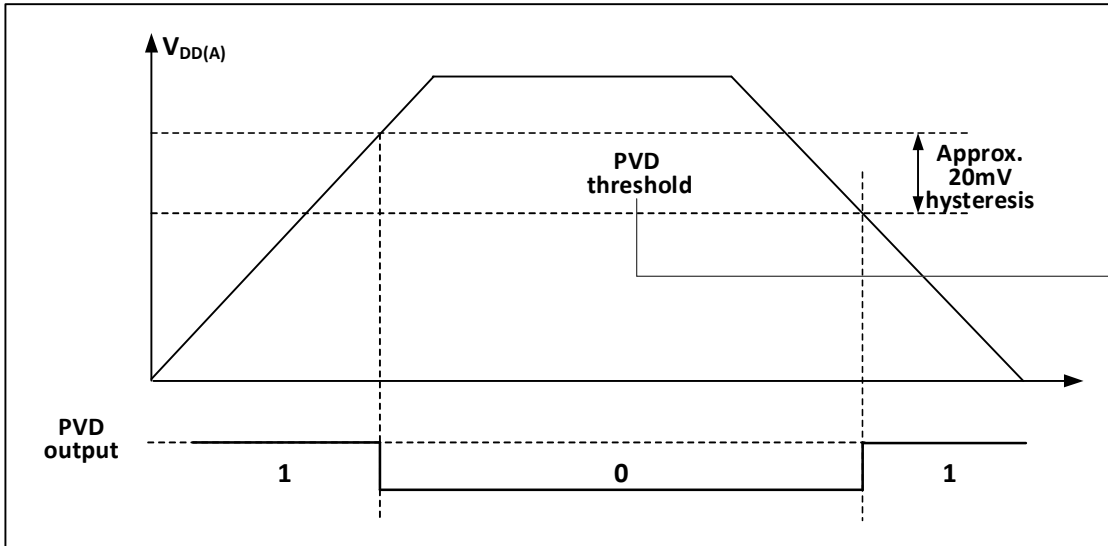 VDD(A)
PVD
threshold
Approx.
20mV
hysteresis
PVD
output
1
0
1